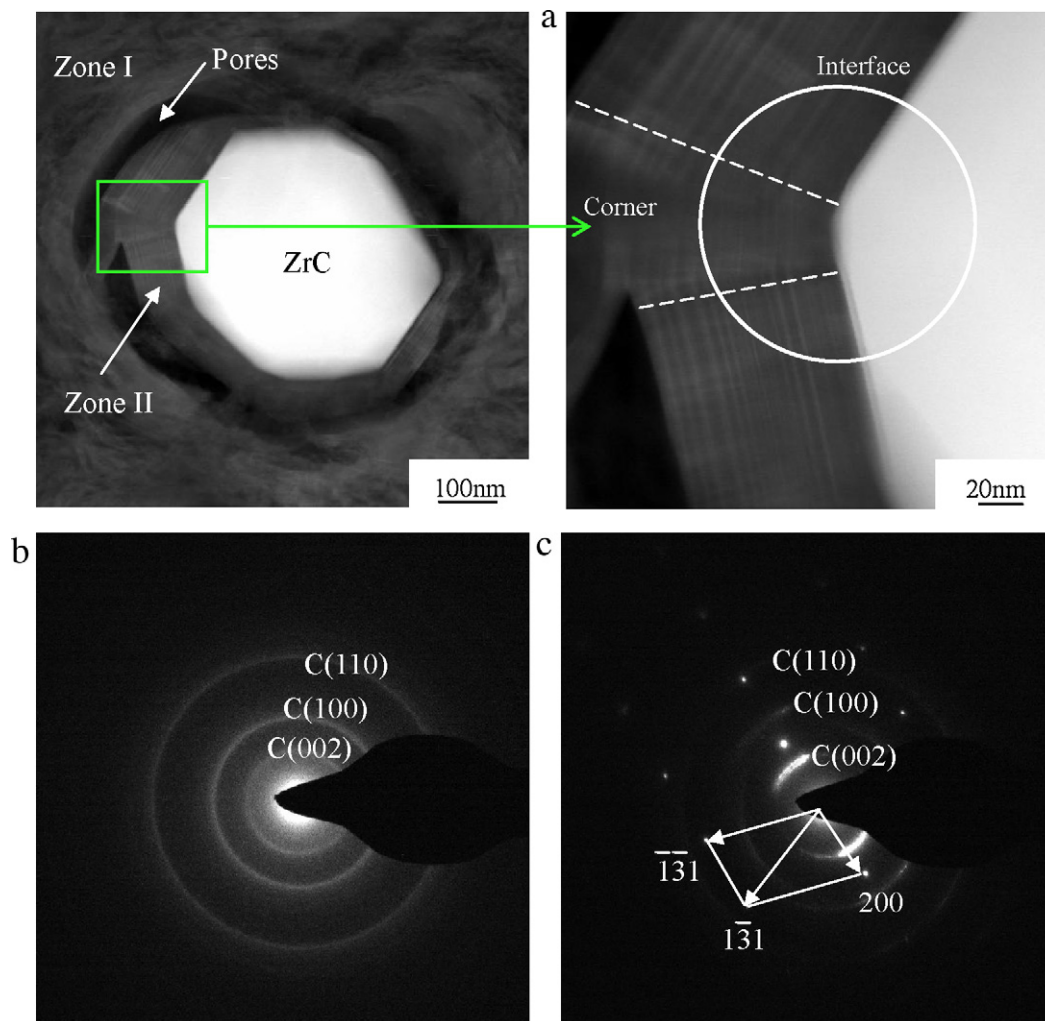 a
Zone I
Pores
ZrC
Zone II
100nm
Interface
Corner
20nm
b
C(110)
C(100)
C(002)
c
C(110)
C(100)
C(002)
1̅3̅1
13̅1
200